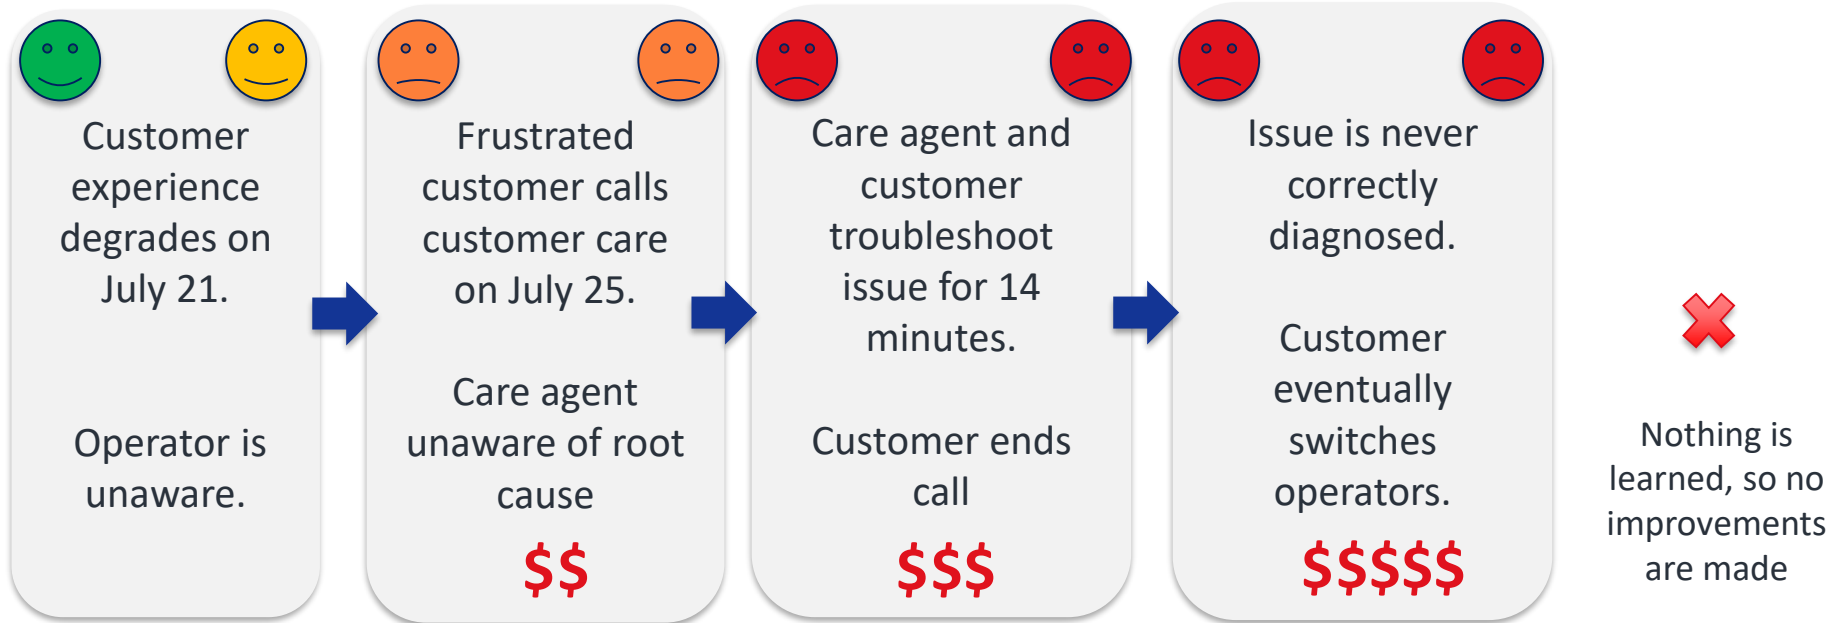 Customer
experience
degrades on
July 21.
Operator is
unaware.
Frustrated
customer calls
customer care
on July 25.
Care agent
unaware of root
cause
$$
Care agent and
customer
troubleshoot
issue for 14
minutes.
Customer ends
call
$$$
Issue is never
correctly
diagnosed.
Customer
eventually
switches
operators.
$$$$$
Nothing is
learned, so no
improvements
are made